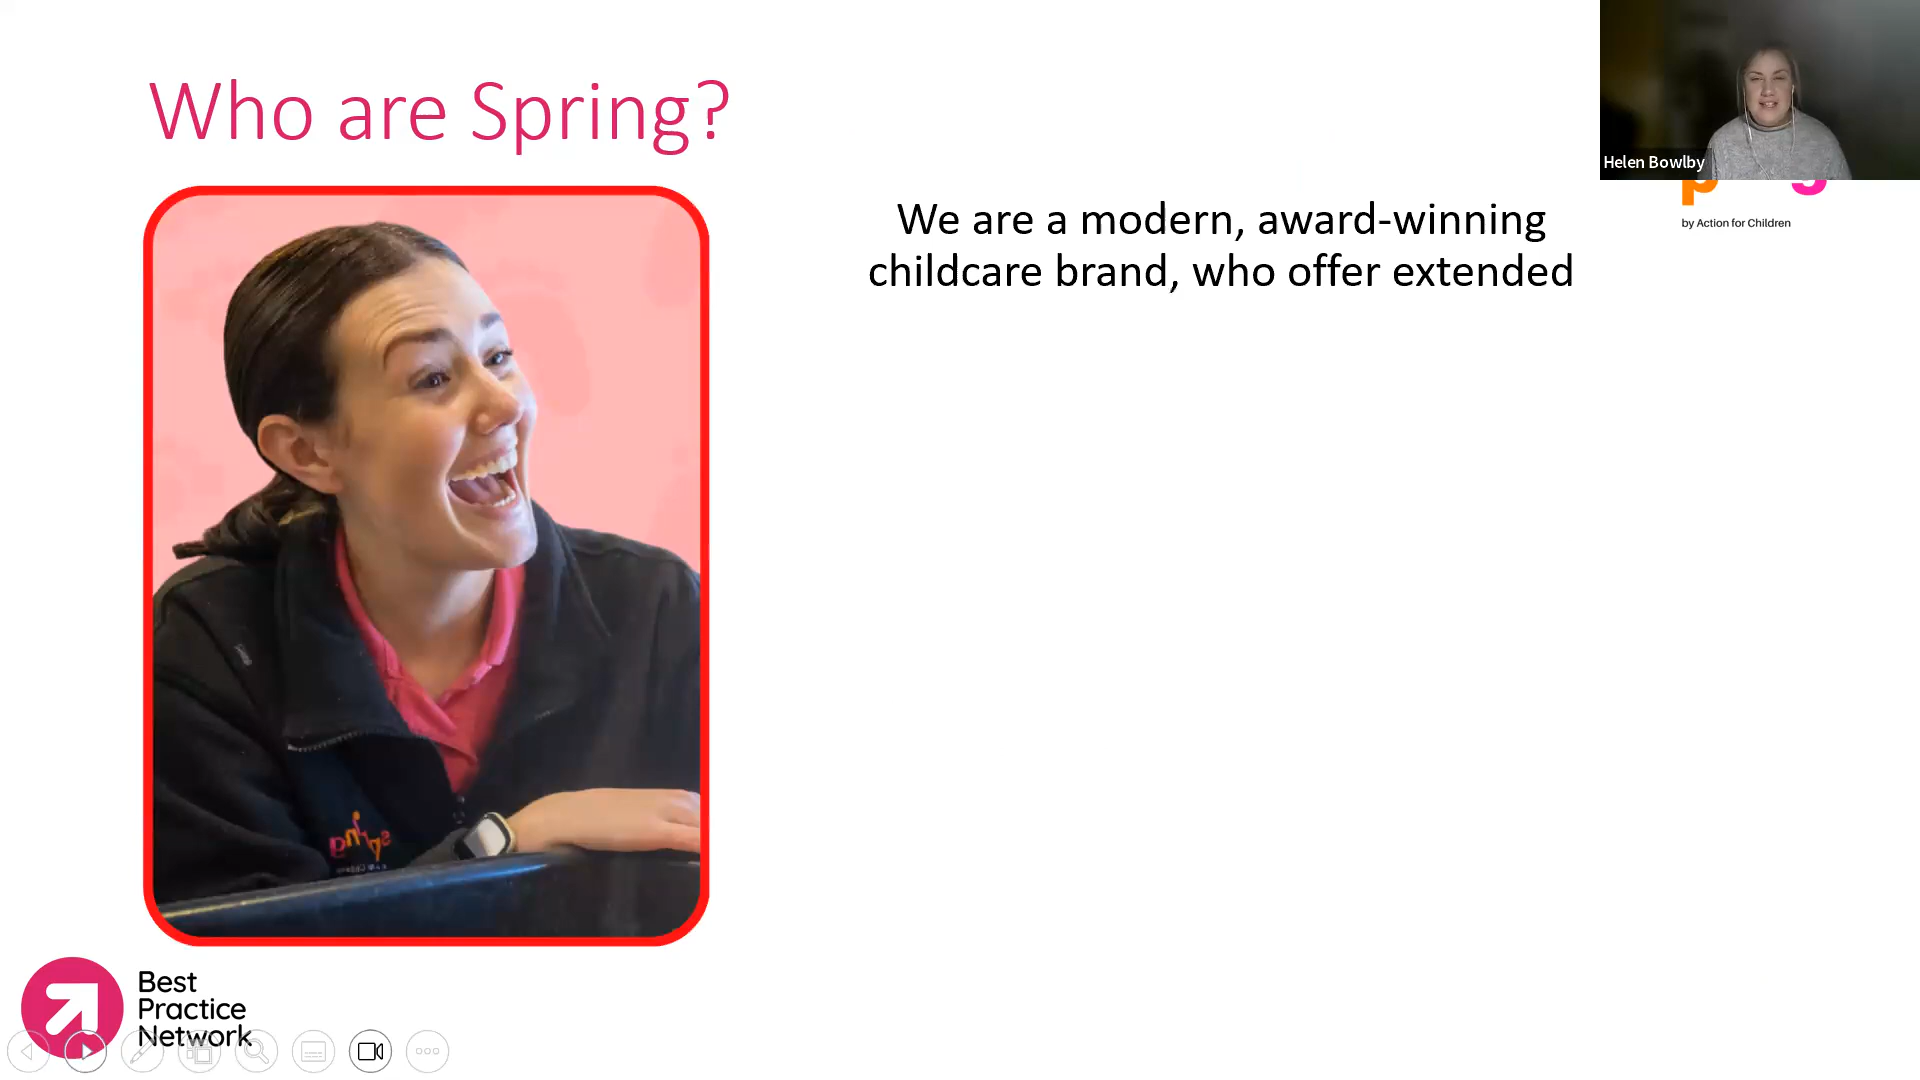 Who are Spring?
Helen Bowlby
by Action for Children
We are a modern, award-winning
childcare brand, who offer extended
Best
Practice
Network